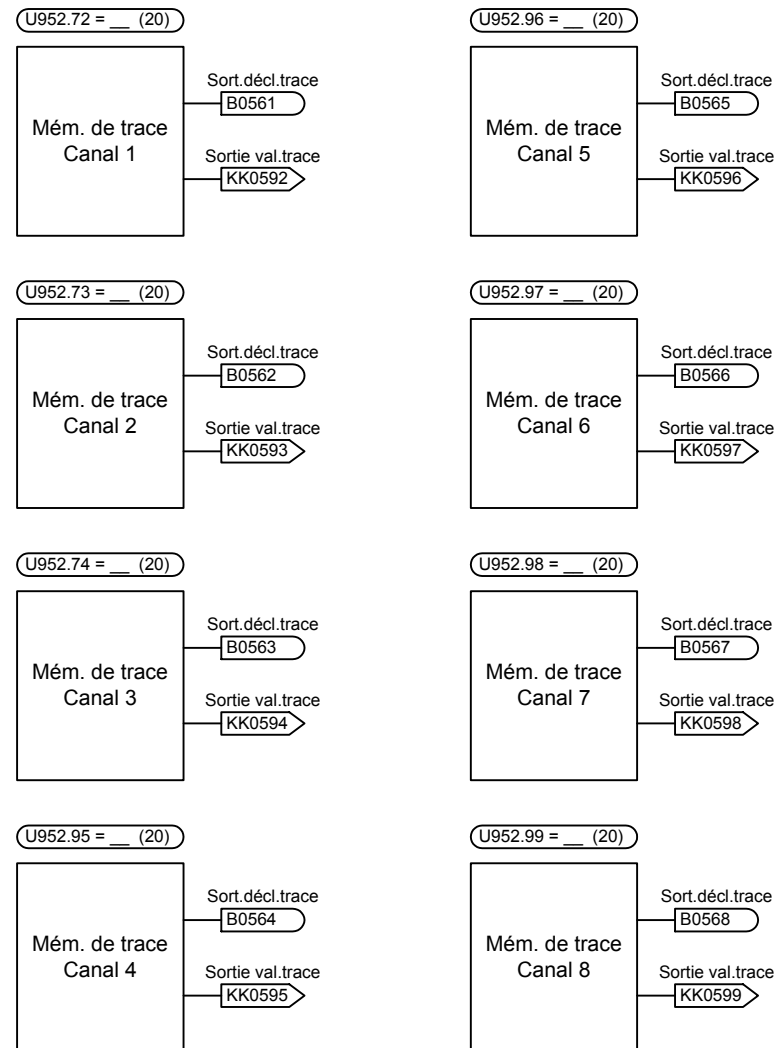 U952.72 = __ (20)
Sort.décl.trace
B0561
Mém. de trace
Canal 1
Sortie val.trace
KK0592
U952.73 = __ (20)
Sort.décl.trace
B0562
Mém. de trace
Canal 2
Sortie val.trace
KK0593
U952.74 = __ (20)
Sort.décl.trace
B0563
Mém. de trace
Canal 3
Sortie val.trace
KK0594
U952.95 = __ (20)
Sort.décl.trace
B0564
Mém. de trace
Canal 4
Sortie val.trace
KK0595
U952.96 = __ (20)
Sort.décl.trace
B0565
Mém. de trace
Canal 5
Sortie val.trace
KK0596
U952.97 = __ (20)
Sort.décl.trace
B0566
Mém. de trace
Canal 6
Sortie val.trace
KK0597
U952.98 = __ (20)
Sort.décl.trace
B0567
Mém. de trace
Canal 7
Sortie val.trace
KK0598
U952.99 = __ (20)
Sort.décl.trace
B0568
Mém. de trace
Canal 8
Sortie val.trace
KK0599